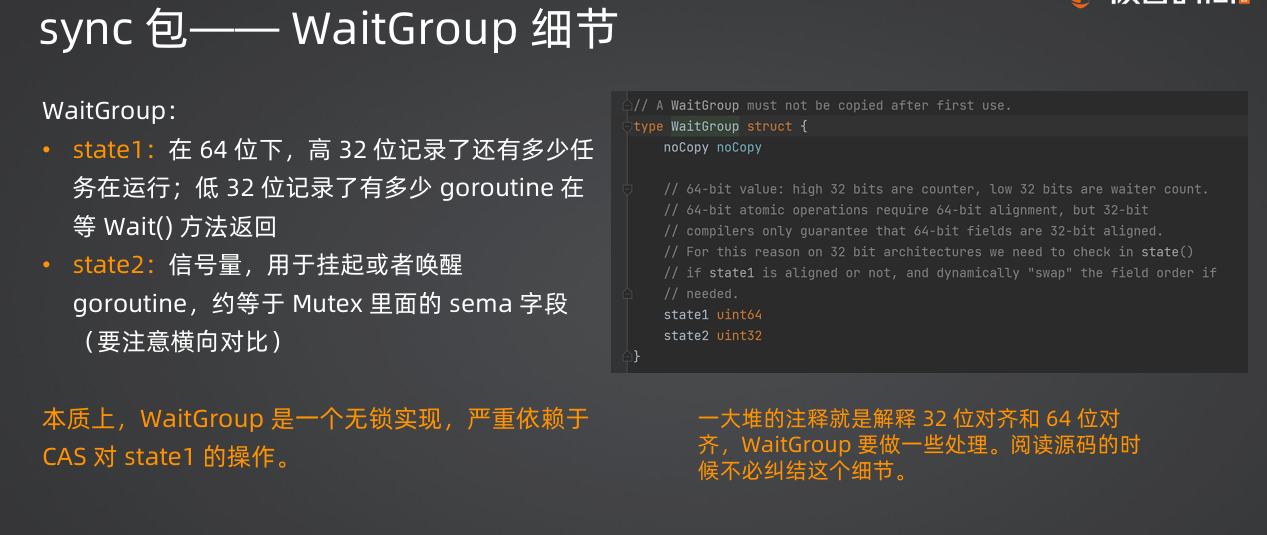 sync 包—— WaitGroup 细节
WaitGroup：
• state1：在 64 位下，高 32 位记录了还有多少任
务在运行；低 32 位记录了有多少 goroutine 在
等 Wait() 方法返回
• state2：信号量，用于挂起或者唤醒
goroutine，约等于 Mutex 里面的 sema 字段
（要注意横向对比）
本质上，WaitGroup 是一个无锁实现，严重依赖于
CAS 对 state1 的操作。
// A WaitGroup must not be copied after first use.
type WaitGroup struct {
noCopy noCopy
// 64-bit value: high 32 bits are counter, low 32 bits are waiter count.
// 64-bit atomic operations require 64-bit alignment, but 32-bit
// compilers only guarantee that 64-bit fields are 32-bit aligned.
// For this reason on 32 bit architectures we need to check in state()
// if state1 is aligned or not, and dynamically "swap" the field order if
// needed.
state1 uint64
state2 uint32
}
一大堆的注释就是解释 32 位对齐和 64 位对
齐，WaitGroup 要做一些处理。阅读源码的时
候不必纠结这个细节。